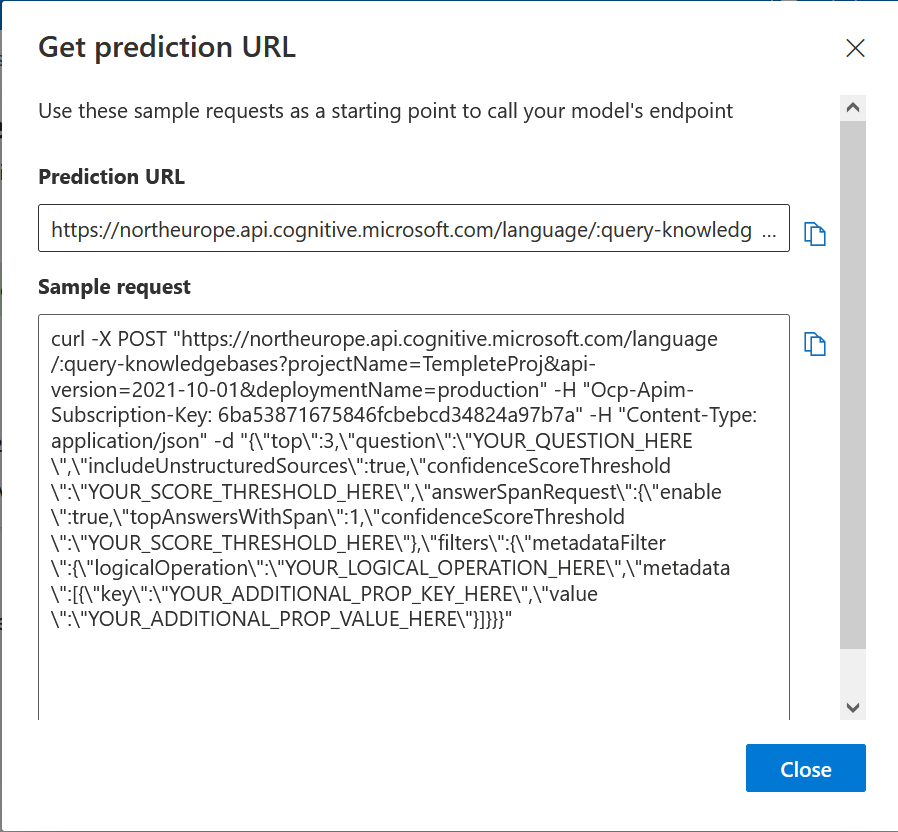 Get prediction URL
Use these sample requests as a starting point to call your model's endpoint
Prediction URL
https://northeurope.api.cognitive.microsoft.com/language/:query-knowledg ...
Sample request
curl -X POST "https://northeurope.api.cognitive.microsoft.com/language
/:query-knowledgebases?projectName=TempleteProj&api-
version=2021-10-01&deploymentName=production" -H "Ocp-Apim-
Subscription-Key: 6ba53871675846fcbebcd34824a97b7a" -H "Content-Type:
application/json" -d "{\"top\":3,\"question\":\"YOUR_QUESTION_HERE
\",\"includeUnstructuredSources\":true,\"confidenceScoreThreshold
\":\"YOUR_SCORE_THRESHOLD_HERE\",\"answerSpanRequest\":{\"enable
\":true,\"topAnswersWithSpan\":1,\"confidenceScoreThreshold
\":\"YOUR_SCORE_THRESHOLD_HERE\"},\"filters\":{\"metadataFilter
\":{\"logicalOperation\":\"YOUR_LOGICAL_OPERATION_HERE\",\"metadata
\":[{\"key\":\"YOUR_ADDITIONAL_PROP_KEY_HERE\",\"value
\":\"YOUR_ADDITIONAL_PROP_VALUE_HERE\"}]}}}"
Close